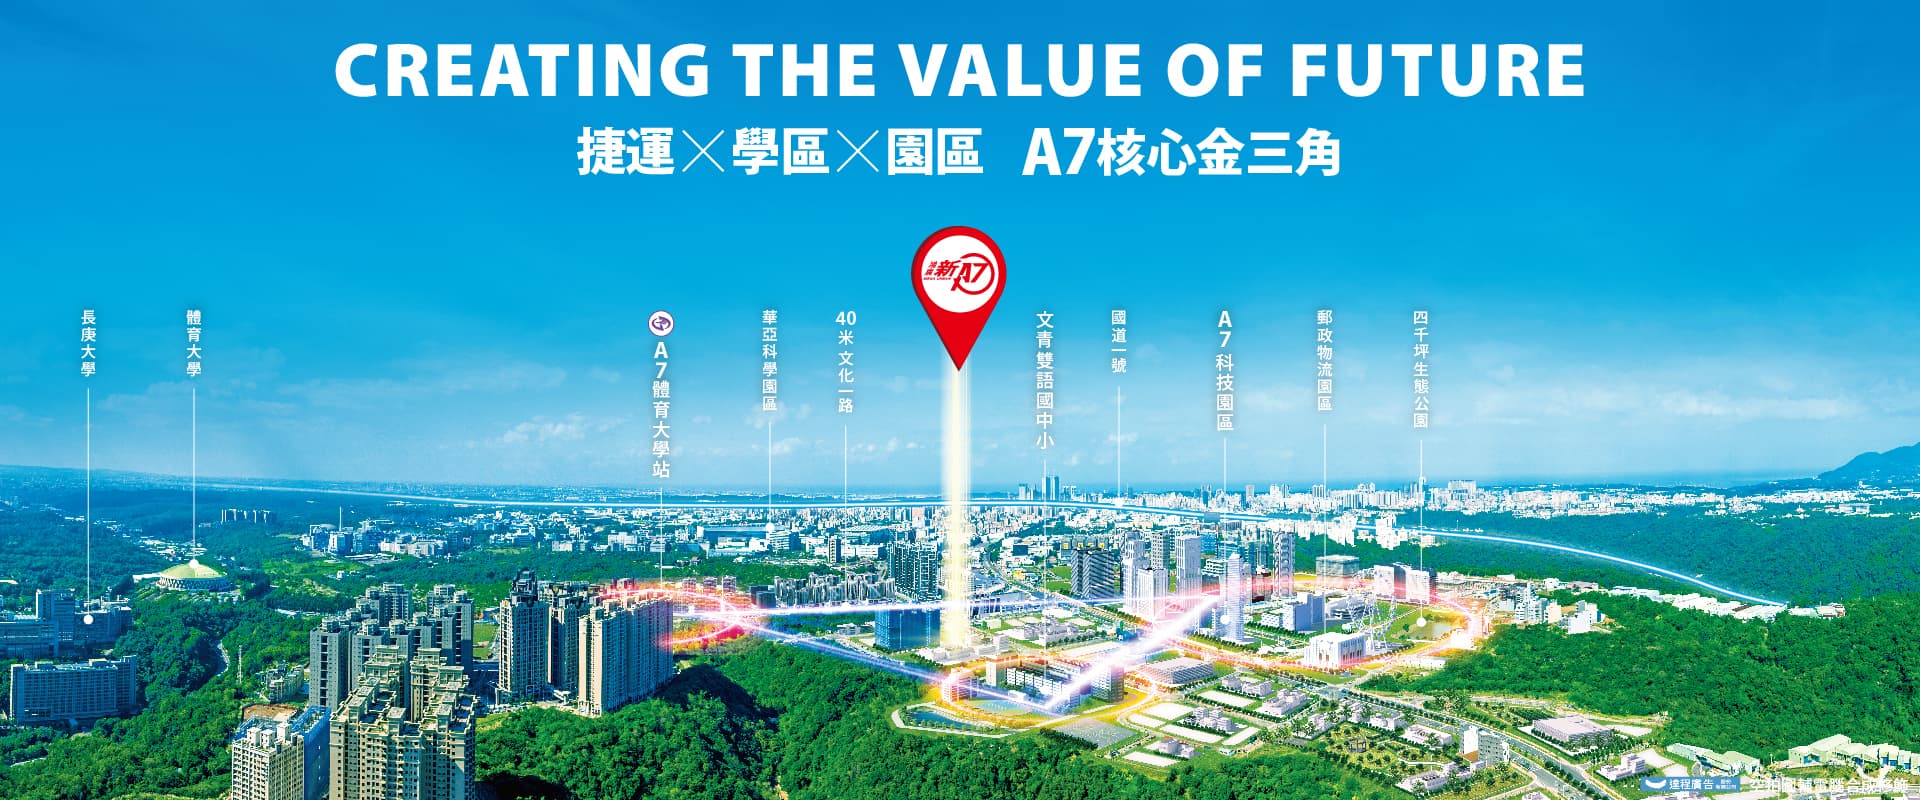 CREATING THE VALUE OF FUTURE
捷運×學區×園區 A7核心金三角
新A7
長庚大學
體育大學
A7體育大學站
華亞科學園區
40米文化一路
文青雙語國中小
國道一號
A7科技園區
郵政物流園區
四千坪生態公園
達程廣告
空拍圖輔電腦合成修飾